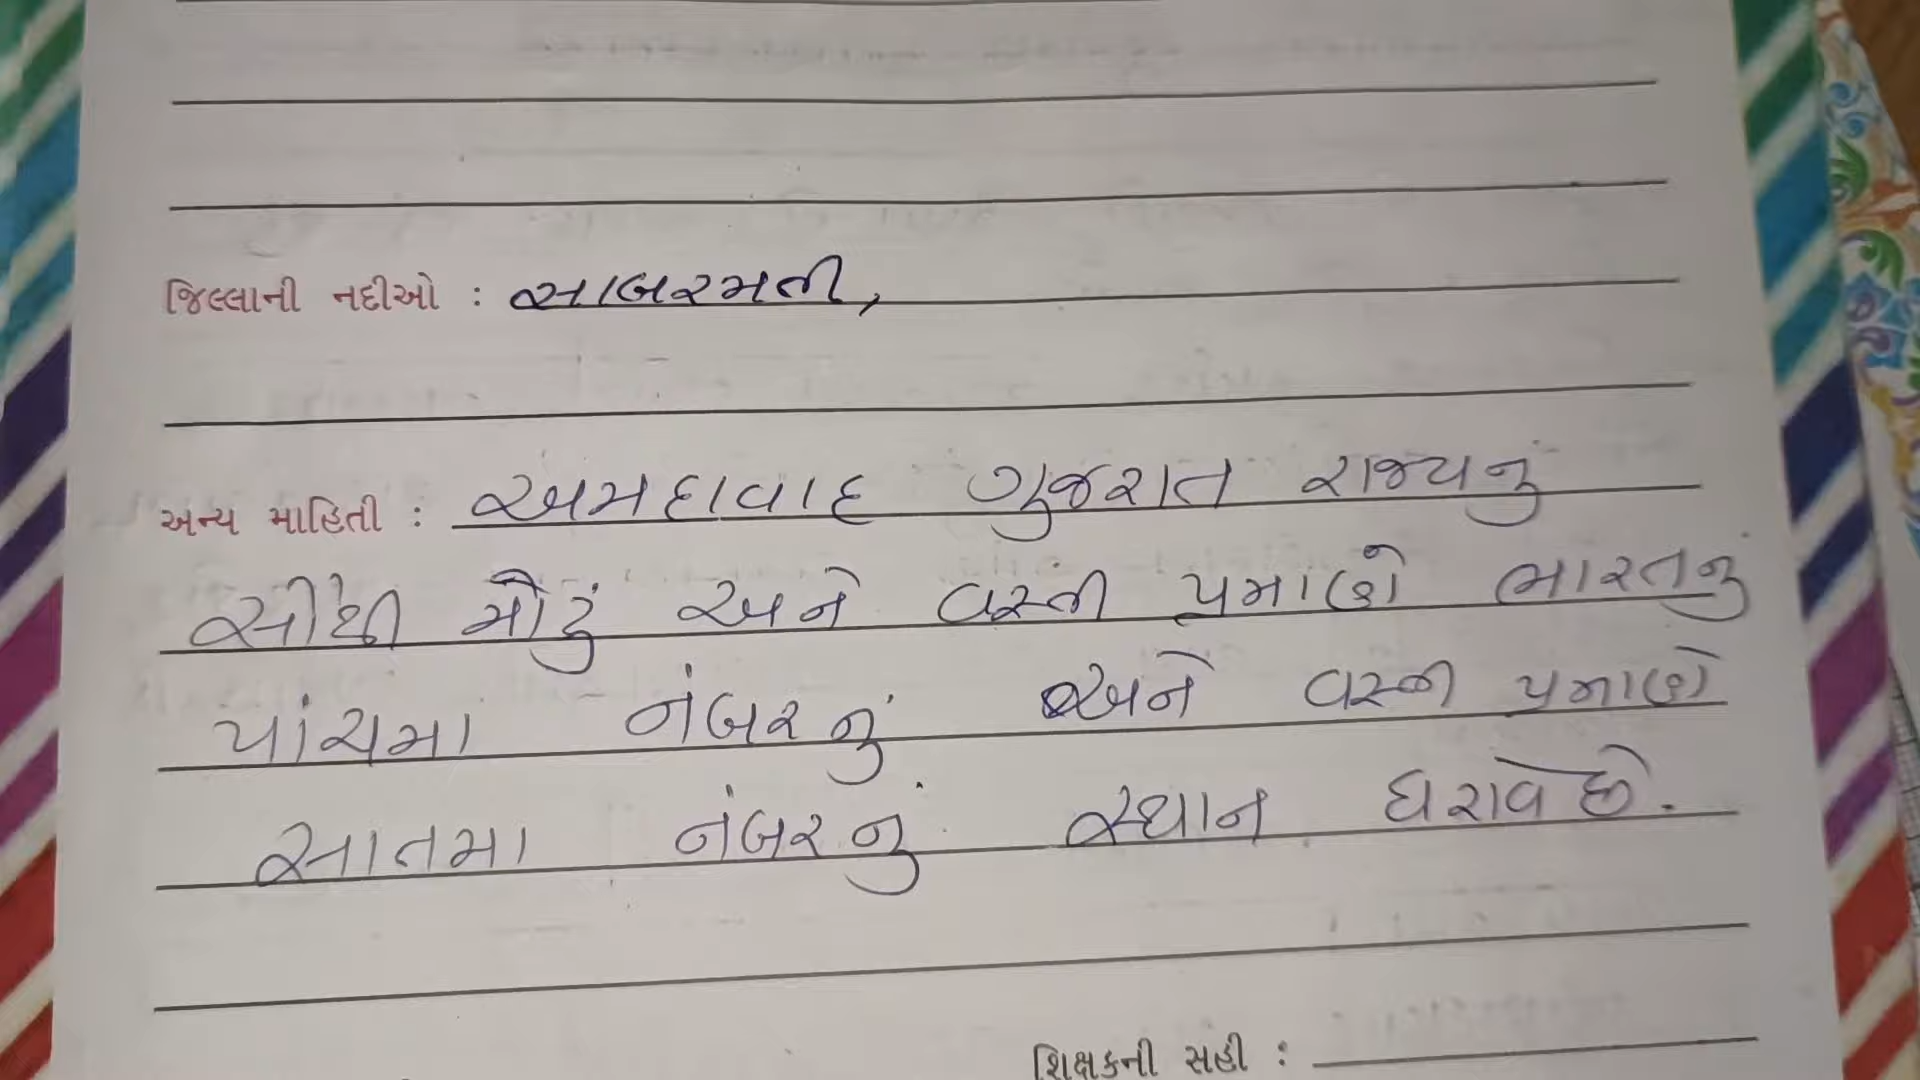 જિલ્લાની નદીઓ : સાબરમતી,
અન્ય માહિતી : અમદાવાદ ગુજરાત રાજ્યનું
સૌથી મોટું અને વસ્તી પ્રમાણે ભારતનું
પાંચમા નંબરનું અને વસ્તી પ્રમાણે
સાતમા નંબરનું સ્થાન ધરાવે છે.
શિક્ષકની સહી :